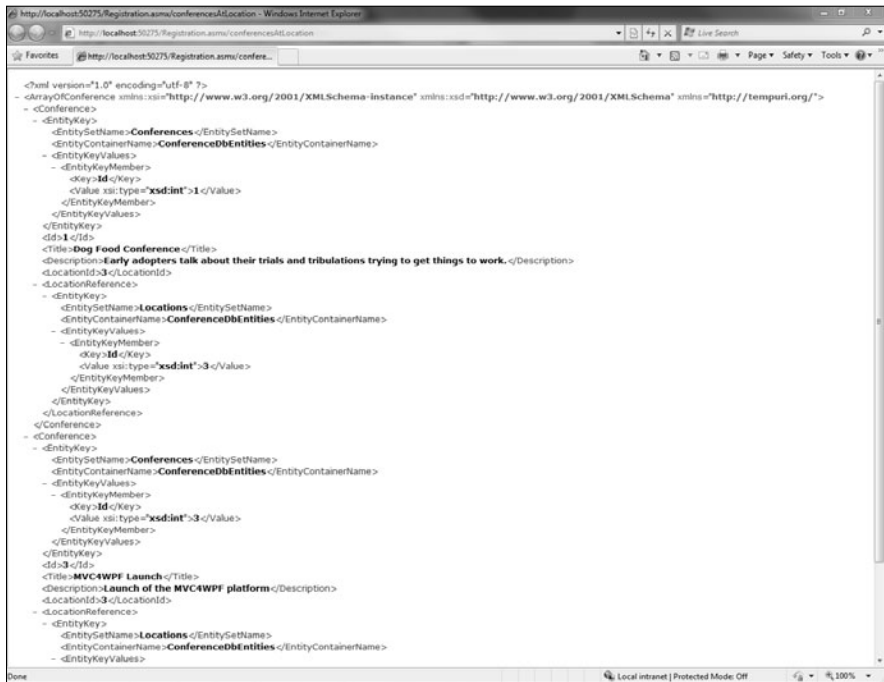 http://localhost:50275/Registration.asmx/conferencesAtLocation - Windows Internet Explorer
http://localhost:50275/Registration.asmx/conferencesAtLocation
Live Search
Favorites
http://localhost:50275/Registration.asmx/confere...
Page
Safety
Tools
<?xml version="1.0" encoding="utf-8" ?>
- <ArrayOfConference xmlns:xsi="http://www.w3.org/2001/XMLSchema-instance" xmlns:xsd="http://www.w3.org/2001/XMLSchema" xmlns="http://tempuri.org/">
- <Conference>
- <EntityKey>
<EntitySetName>Conferences</EntitySetName>
<EntityContainerName>ConferenceDbEntities</EntityContainerName>
- <EntityKeyValues>
- <EntityKeyMember>
<Key>Id</Key>
<Value xsi:type="xsd:int">1</Value>
</EntityKeyMember>
</EntityKeyValues>
</EntityKey>
<Id>1</Id>
<Title>Dog Food Conference</Title>
<Description>Early adopters talk about their trials and tribulations trying to get things to work.</Description>
<LocationId>3</LocationId>
- <LocationReference>
- <EntityKey>
<EntitySetName>Locations</EntitySetName>
<EntityContainerName>ConferenceDbEntities</EntityContainerName>
- <EntityKeyValues>
- <EntityKeyMember>
<Key>Id</Key>
<Value xsi:type="xsd:int">3</Value>
</EntityKeyMember>
</EntityKeyValues>
</EntityKey>
</LocationReference>
</Conference>
- <Conference>
- <EntityKey>
<EntitySetName>Conferences</EntitySetName>
<EntityContainerName>ConferenceDbEntities</EntityContainerName>
- <EntityKeyValues>
- <EntityKeyMember>
<Key>Id</Key>
<Value xsi:type="xsd:int">3</Value>
</EntityKeyMember>
</EntityKeyValues>
</EntityKey>
<Id>3</Id>
<Title>MVC4WPF Launch</Title>
<Description>Launch of the MVC4WPF platform</Description>
<LocationId>3</LocationId>
- <LocationReference>
- <EntityKey>
<EntitySetName>Locations</EntitySetName>
<EntityContainerName>ConferenceDbEntities</EntityContainerName>
- <EntityKeyValues>
Done
Local intranet | Protected Mode: Off
100%